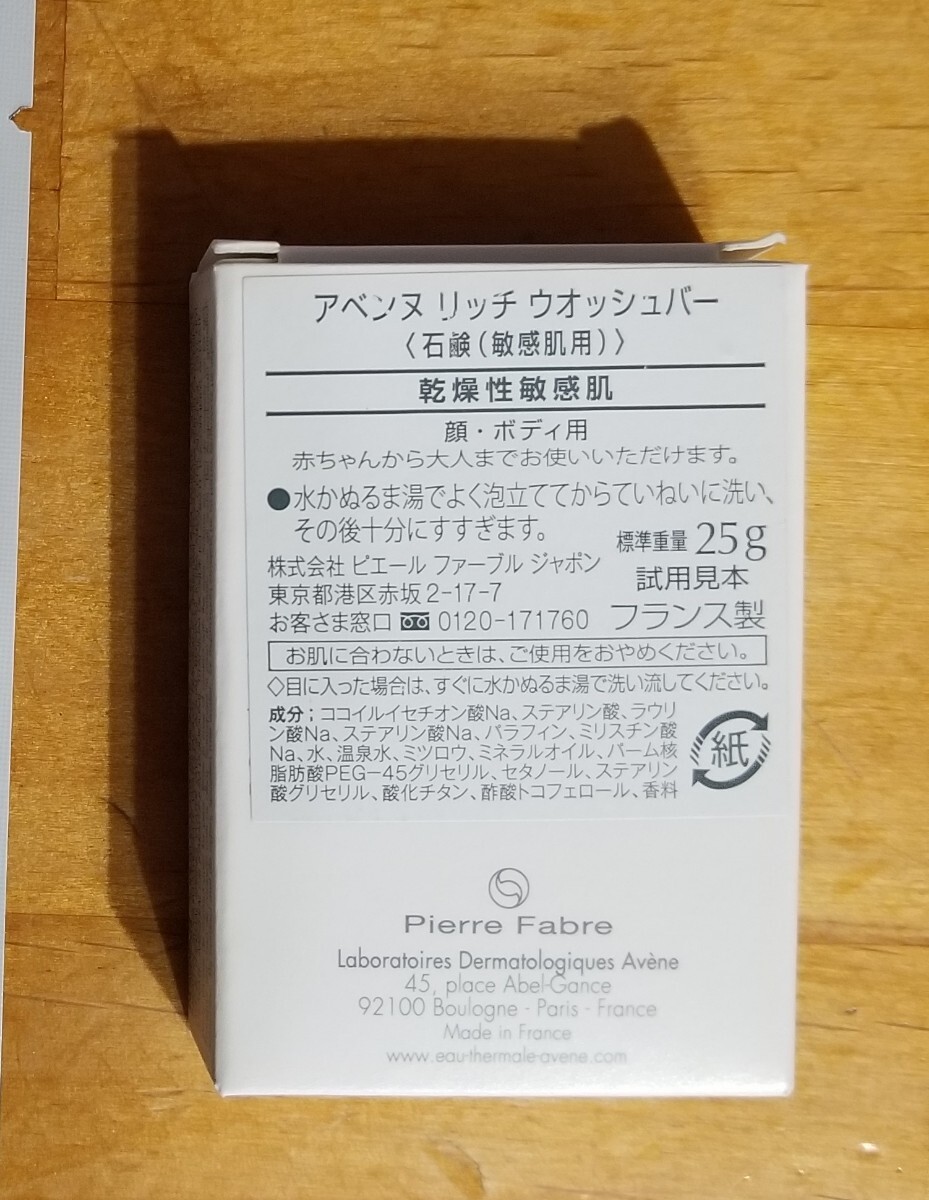 アベンヌ リッチ ウオッシュバー
〈石鹸(敏感肌用)〉
乾燥性敏感肌
顔・ボディ用
赤ちゃんから大人までお使いいただけます。
●水かぬるま湯でよく泡立ててからていねいに洗い、
その後十分にすすぎます。
標準重量 25g
株式会社 ピエール ファーブル ジャポン
試用見本
東京都港区赤坂2-17-7
お客さま窓口 0120-171760 フランス製
お肌に合わないときは、ご使用をおやめください。
◇目に入った場合は、すぐに水かぬるま湯で洗い流してください。
成分：ココイルイセチオン酸Na、ステアリン酸、ラウリ
ン酸Na、ステアリン酸Na、パラフィン、ミリスチン酸
Na、水、温泉水、ミツロウ、ミネラルオイル、パーム核
脂肪酸PEG-45グリセリル、セタノール、ステアリン
酸グリセリル、酸化チタン、酢酸トコフェロール、香料
紙
Pierre Fabre
Laboratoires Dermatologiques Avène
45, place Abel-Gance
92100 Boulogne - Paris - France
Made in France
www.eau-thermale-avene.com